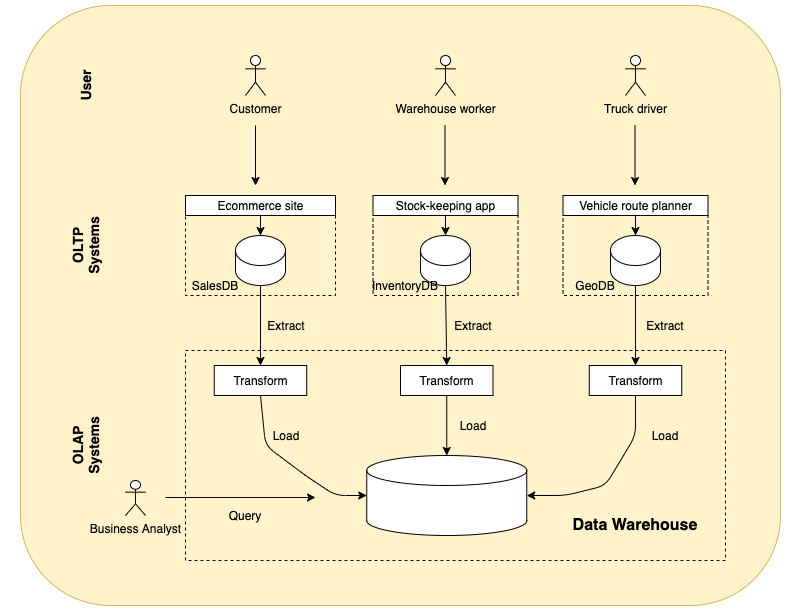 User
Customer
Warehouse worker
Truck driver
OLTP
Systems
Ecommerce site
Stock-keeping app
Vehicle route planner
SalesDB
InventoryDB
GeoDB
Extract
Extract
Extract
OLAP
Systems
Transform
Transform
Transform
Load
Load
Load
Business Analyst
Query
Data Warehouse